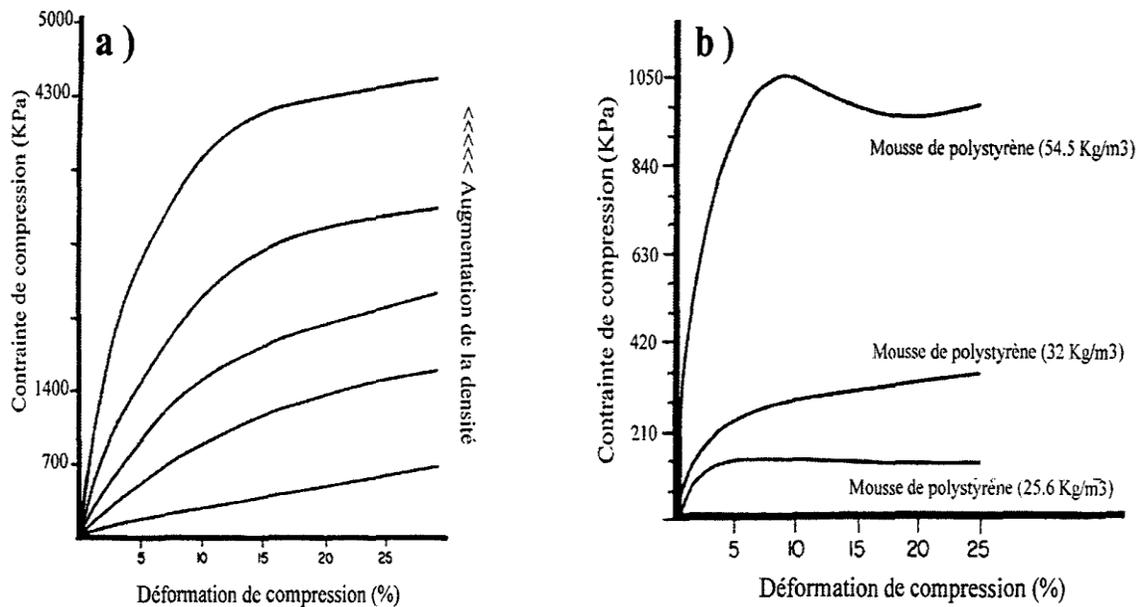 a )
5000
4300
1400
700
Contrainte de compression (KPa)
5 10 15 20 25
Déformation de compression (%)
<<<<< Augmentation de la densité
b )
1050
840
630
420
210
Contrainte de compression (KPa)
Mousse de polystyrène (54.5 Kg/m3)
Mousse de polystyrène (32 Kg/m3)
Mousse de polystyrène (25.6 Kg/m3)
5 10 15 20 25
Déformation de compression (%)